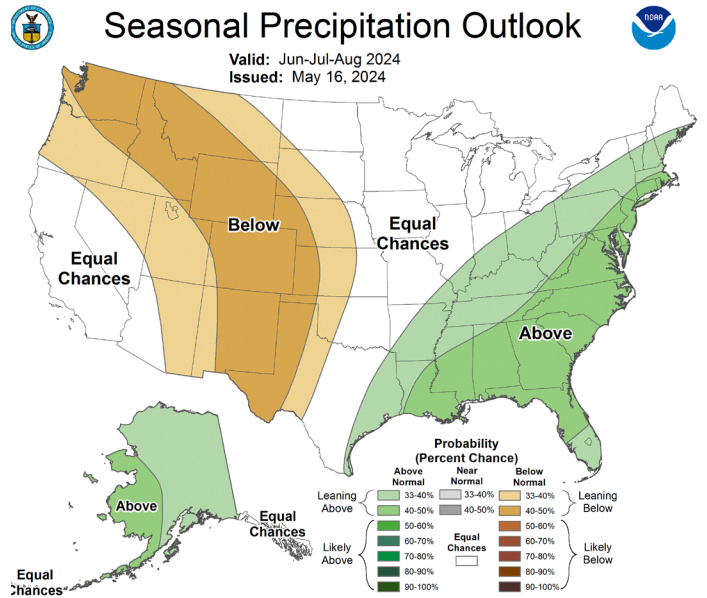 Seasonal Precipitation Outlook
NOAA
Valid: Jun-Jul-Aug 2024
Issued: May 16, 2024
Below
Equal
Chances
Equal
Chances
Above
Above
Equal
Chances
Equal
Chances
Probability
(Percent Chance)
Above
Normal
Near
Normal
Below
Normal
Leaning
Above
33-40%
33-40%
33-40%
Leaning
Below
40-50%
40-50%
40-50%
Likely
Above
50-60%
60-70%
70-80%
80-90%
90-100%
Equal
Chances
50-60%
60-70%
70-80%
80-90%
90-100%
Likely
Below